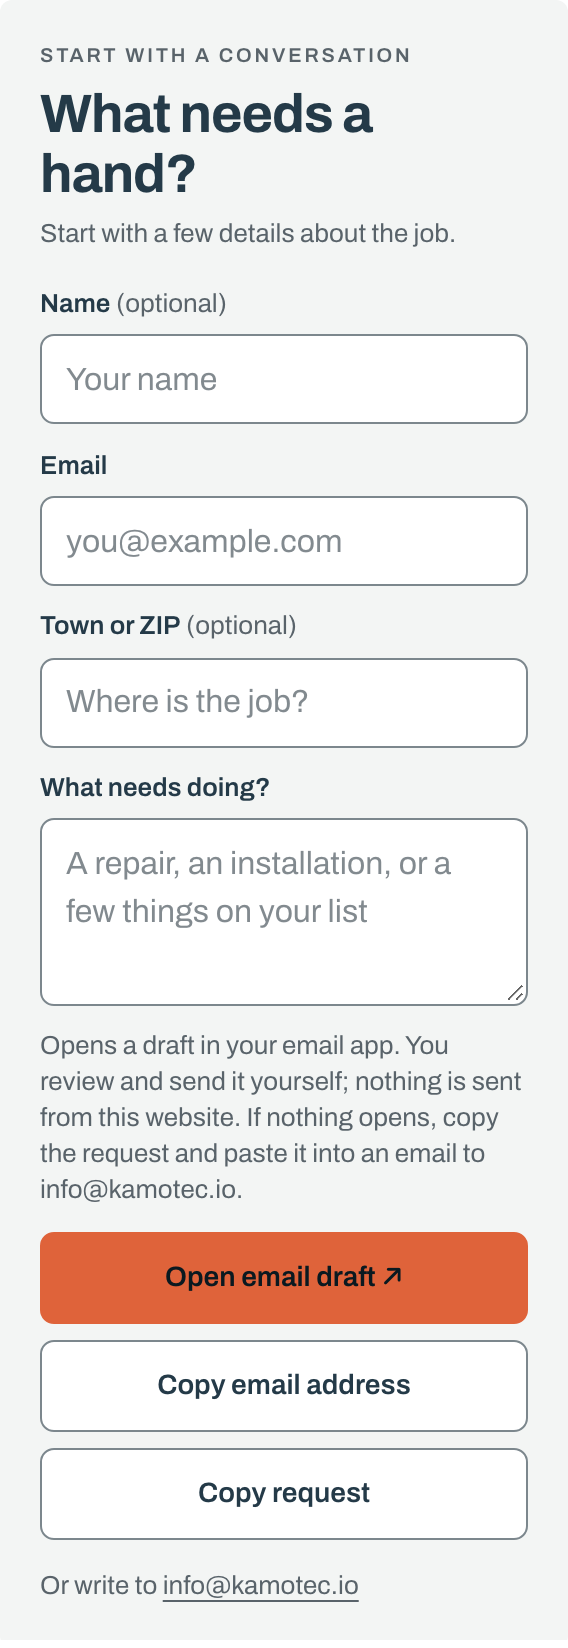 START WITH A CONVERSATION
What needs a
hand?
Start with a few details about the job.
Name (optional)
Your name
Email
you@example.com
Town or ZIP (optional)
Where is the job?
What needs doing?
A repair, an installation, or a
few things on your list
Opens a draft in your email app. You
review and send it yourself; nothing is sent
from this website. If nothing opens, copy
the request and paste it into an email to
info@kamotec.io.
Open email draft ↗
Copy email address
Copy request
Or write to info@kamotec.io